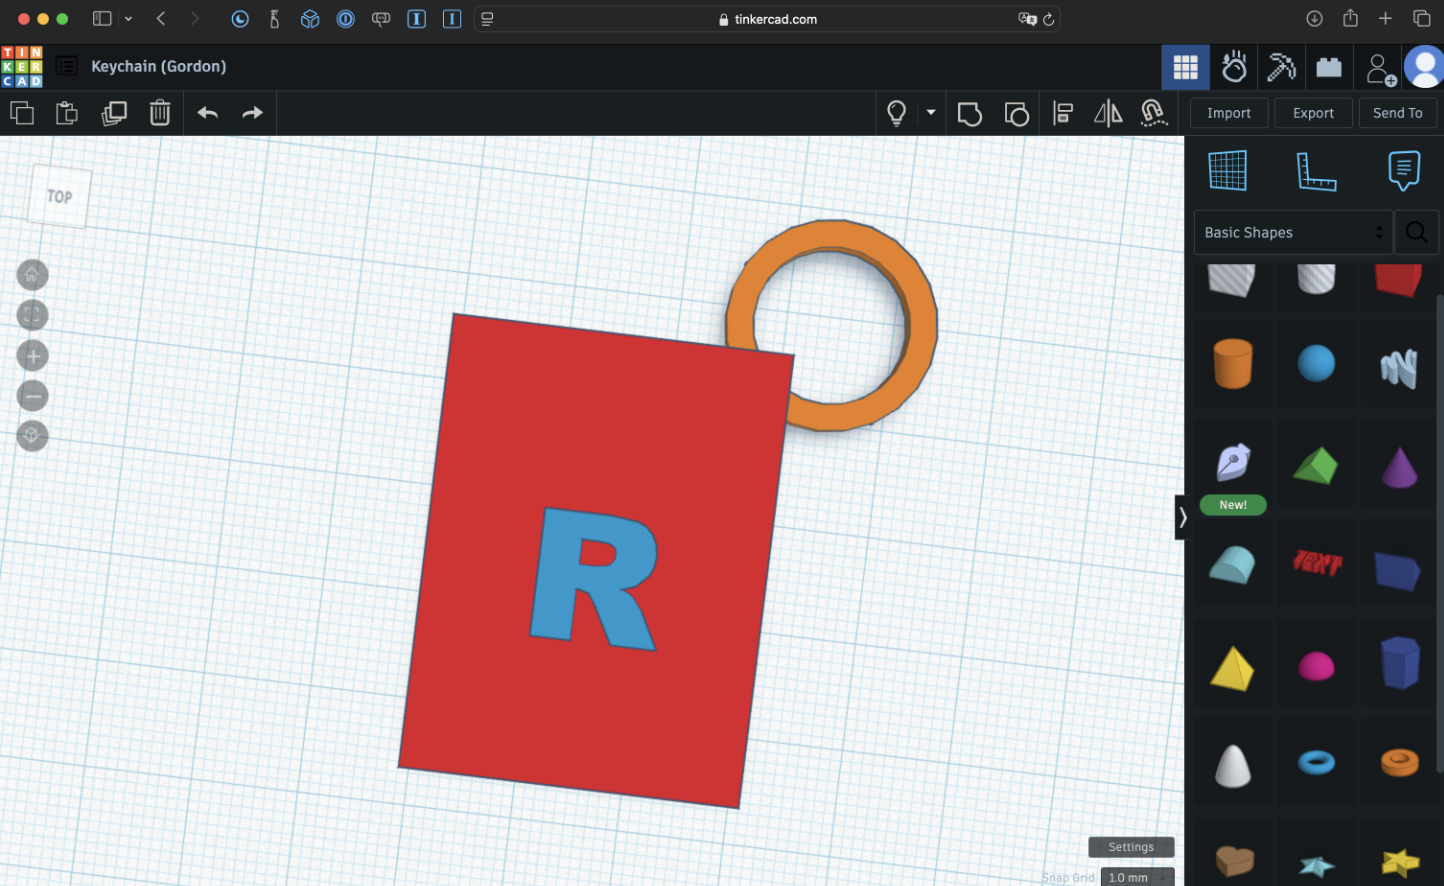 tinkercad.com
TIN
KER
CAD
Keychain (Gordon)
Import
Export
Send To
TOP
Basic Shapes
New!
TEXT
R
Settings
Snap Grid
1.0 mm